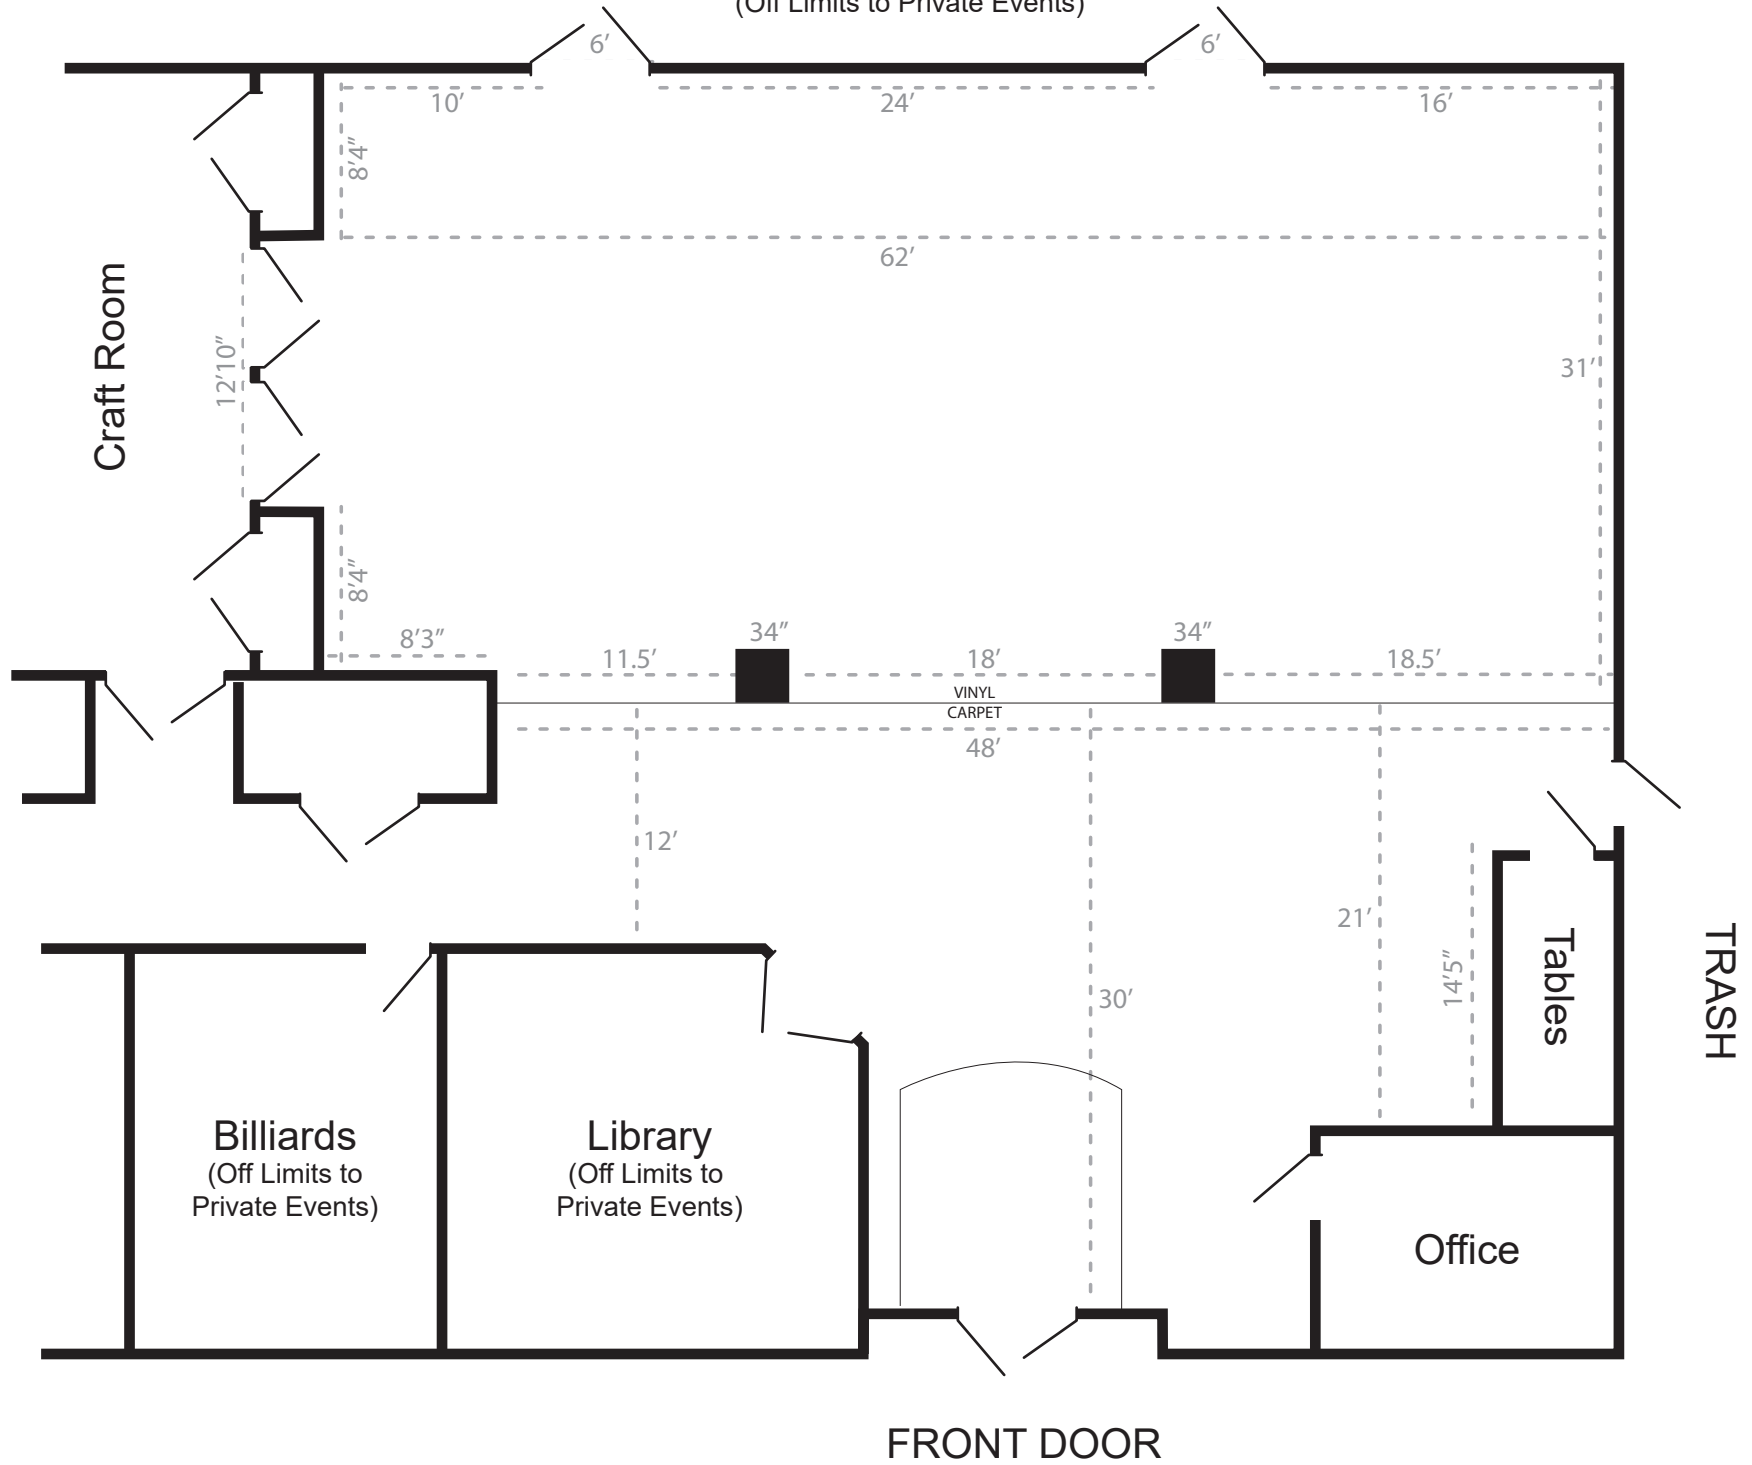 (Off Limits to Private Events)
6’
6’
10’
24’
16’
8’4”
62’
Craft Room
12’10”
31’
8’4”
8’3”
34”
34”
11.5’
18’
18.5’
VINYL
CARPET
48’
12’
21’
14’5”
Tables
TRASH
30’
Billiards
(Off Limits to
Private Events)
Library
(Off Limits to
Private Events)
Office
FRONT DOOR